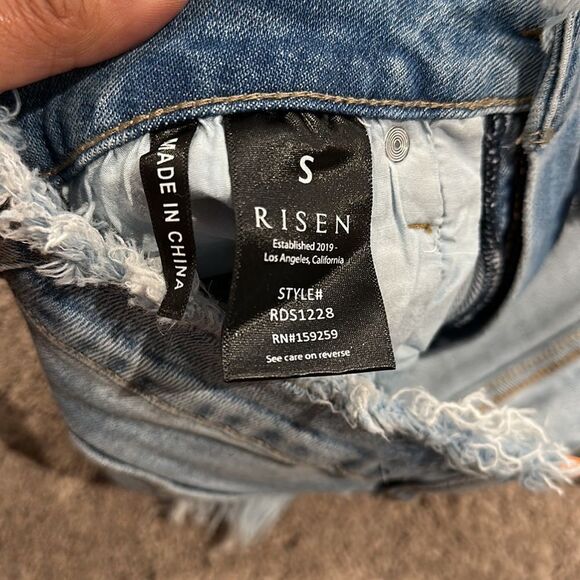 MADE IN CHINA
S
RISEN
Established 2019-
Los Angeles, California
STYLE#
RDS1228
RN#159259
See care on reverse